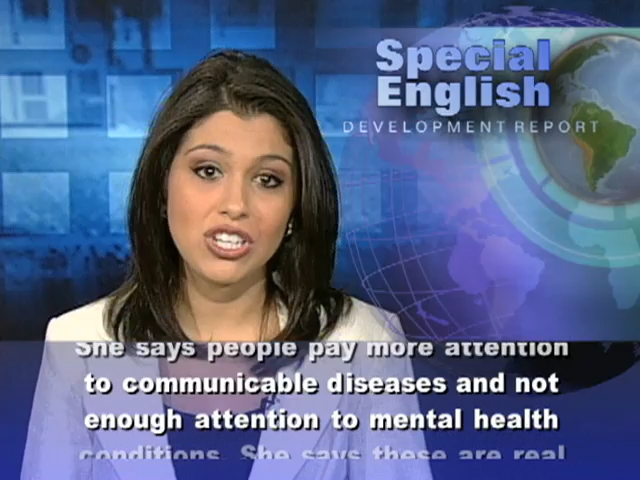 Special
English
DEVELOPMENT REPORT
She says people pay more attention
to communicable diseases and not
enough attention to mental health
conditions. She says these are real